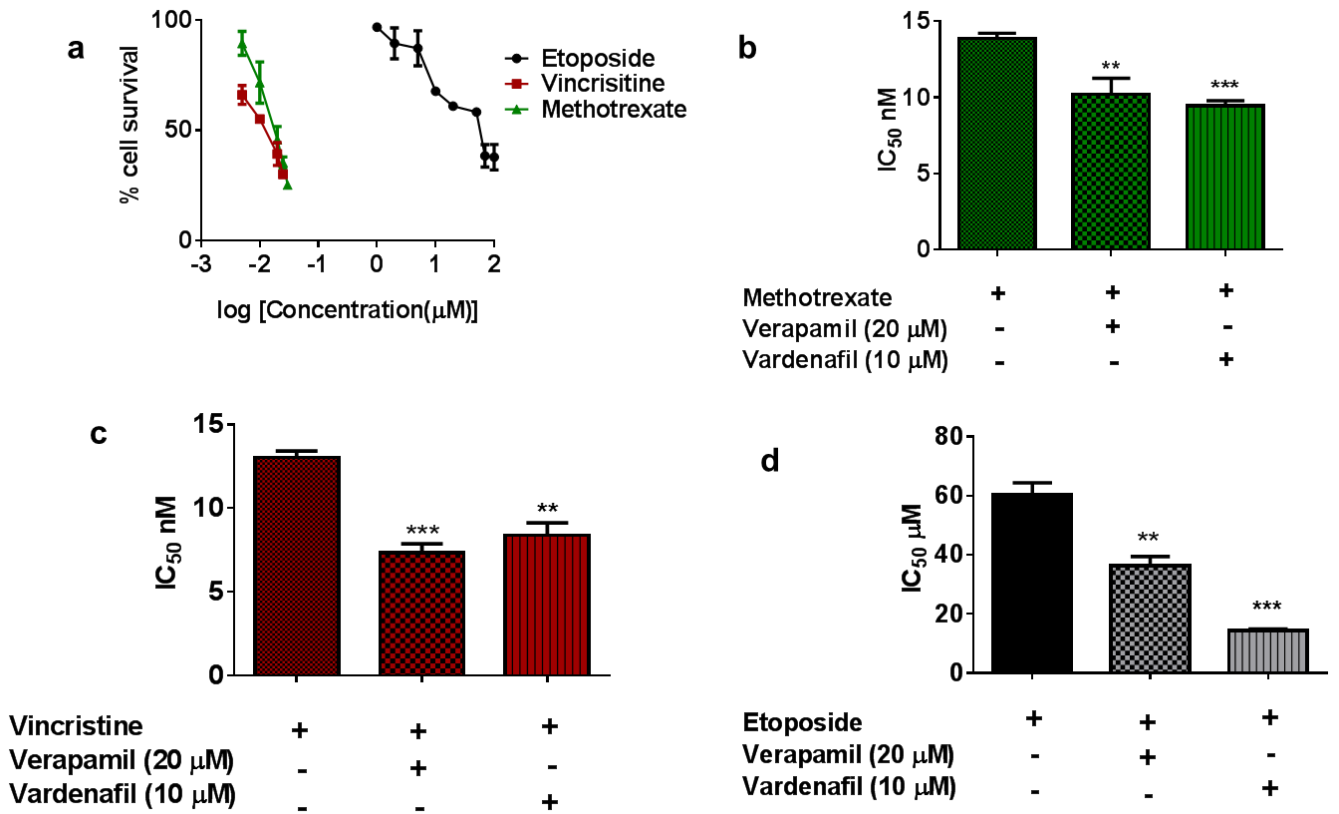 a
100
50
0
% cell survival
-3 -2 -1 0 1 2
log [Concentration(μM)]
Etoposide
Vincrisitine
Methotrexate
b
15
10
5
0
IC50 nM
** ***
Methotrexate + + +
Verapamil (20 μM) - + -
Vardenafil (10 μM) - - +
c
15
10
5
0
IC50 nM
*** **
Vincristine + + +
Verapamil (20 μM) - + -
Vardenafil (10 μM) - - +
d
80
60
40
20
0
IC50 μM
** ***
Etoposide + + +
Verapamil (20 μM) - + -
Vardenafil (10 μM) - - +